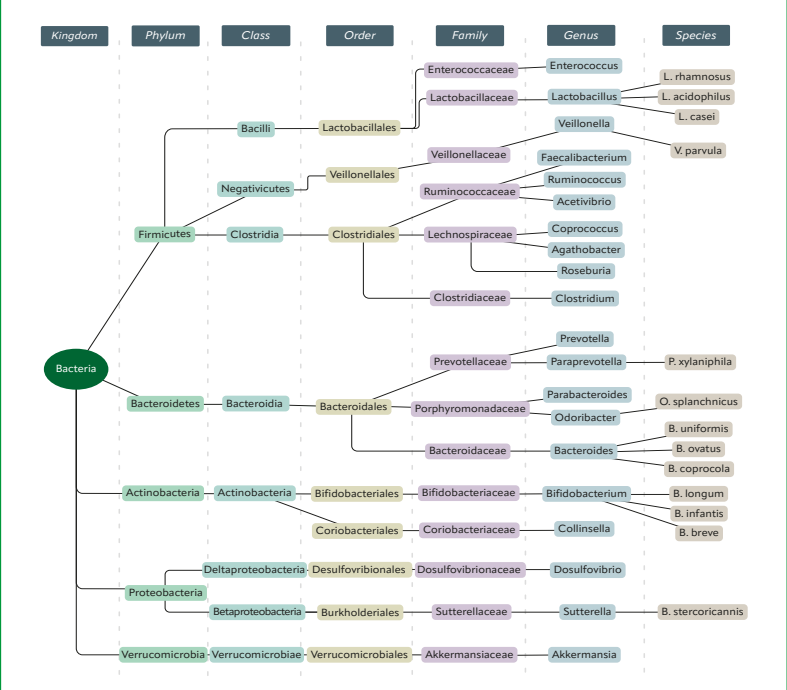 Kingdom Phylum Class Order Family Genus Species
Enterococcaceae Enterococcus
L. rhamnosus
Lactobacillaceae Lactobacillus L. acidophilus
L. casei
Bacilli Lactobacillales Veillonella
Veillonellaceae V. parvula
Faecalibacterium
Veillonellales
Ruminococcus
Negativicutes Ruminococcaceae
Acetivibrio
Coprococcus
Firmicutes Clostridia Clostridiales Lechnospiraceae
Agathobacter
Roseburia
Clostridiaceae Clostridium
Prevotella
Prevotellaceae Paraprevotella P. xylaniphila
Bacteria
Parabacteroides
Bacteroidetes Bacteroidia Bacteroidales Porphyromonadaceae O. splanchnicus
Odoribacter
B. uniformis
Bacteroidaceae Bacteroides B. ovatus
B. coprocola
Actinobacteria Actinobacteria Bifidobacteriales Bifidobacteriaceae Bifidobacterium B. longum
B. infantis
Coriobacteriales Coriobacteriaceae Collinsella B. breve
Deltaproteobacteria Desulfovribionales Dosulfovibrionaceae Dosulfovibrio
Proteobacteria
Betaproteobacteria Burkholderiales Sutterellaceae Sutterella B. stercoricannis
Verrucomicrobia Verrucomicrobiae Verrucomicrobiales Akkermansiaceae Akkermansia